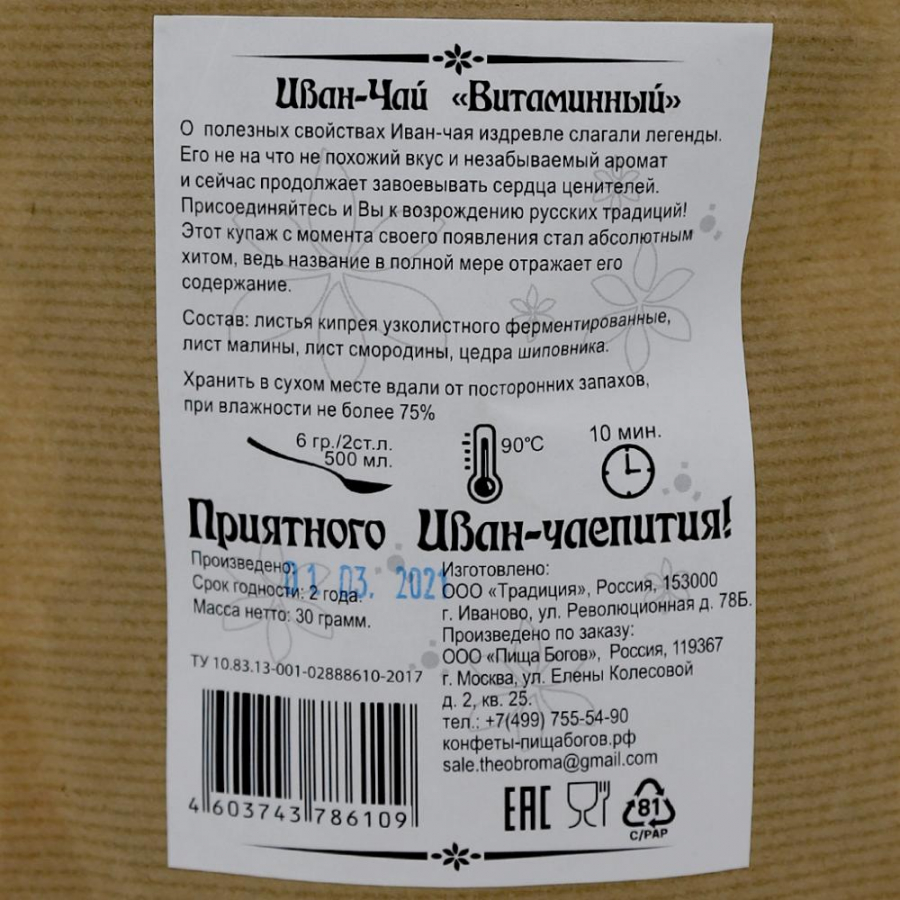 Иван-Чай «Витаминный»
О полезных свойствах Иван-чая издревле слагали легенды.
Его не на что не похожий вкус и незабываемый аромат
и сейчас продолжает завоевывать сердца ценителей.
Присоединяйтесь и Вы к возрождению русских традиций!
Этот купаж с момента своего появления стал абсолютным
хитом, ведь название в полной мере отражает его
содержание.
Состав: листья кипрея узколистного ферментированные,
лист малины, лист смородины, цедра шиповника.
Хранить в сухом месте вдали от посторонних запахов,
при влажности не более 75%
6 гр./2ст.л.
500 мл.
90°C
10 мин.
Приятного Иван-чаепития!
Произведено:
01 03. 2021
Срок годности: 2 года.
Масса нетто: 30 грамм.
ТУ 10.83.13-001-02888610-2017
4 603743 786109
Изготовлено:
ООО «Традиция», Россия, 153000
г. Иваново, ул. Революционная д. 78Б.
Произведено по заказу:
ООО «Пища Богов», Россия, 119367
г. Москва, ул. Елены Колесовой
д. 2, кв. 25.
тел.: +7(499) 755-54-90
конфеты-пищабогов.рф
sale.theobroma@gmail.com
EAC
81
C/PAP